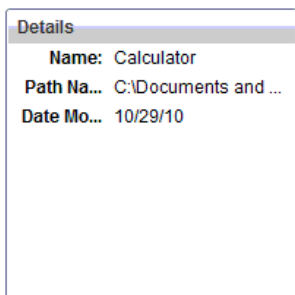 Details
Name: Calculator
Path Na... C:\Documents and ...
Date Mo... 10/29/10